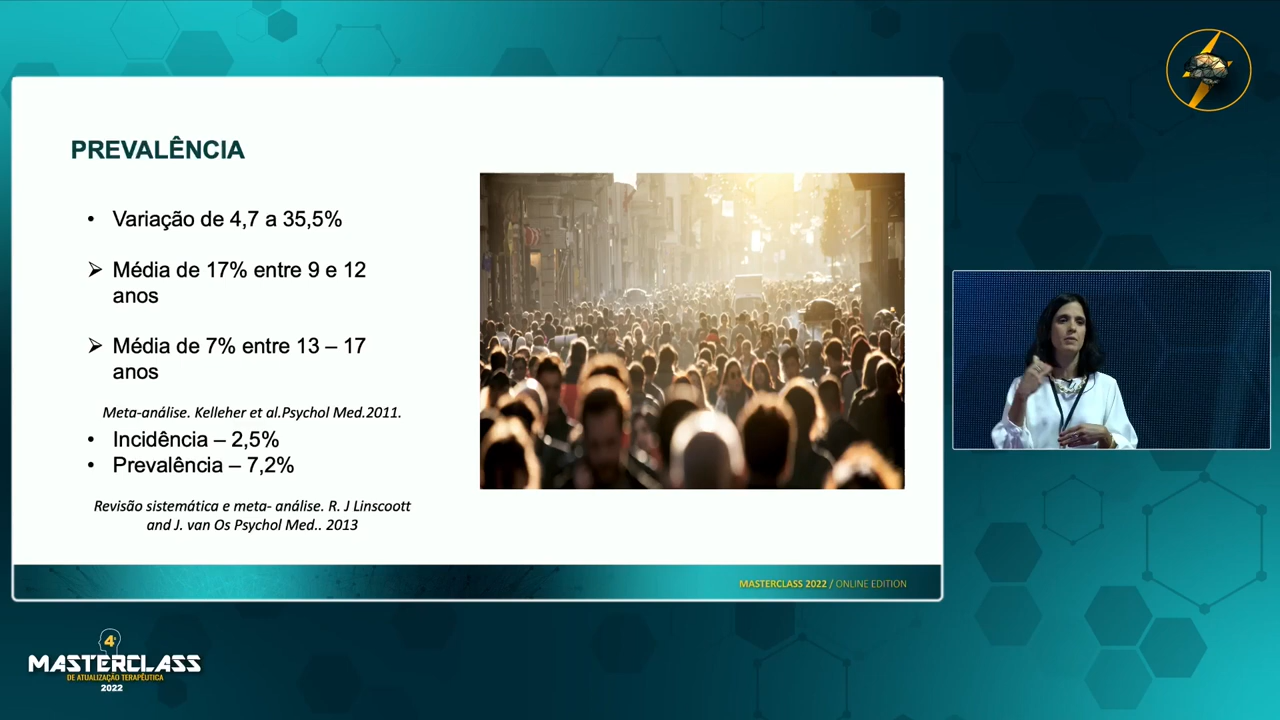 PREVALÊNCIA
• Variação de 4,7 a 35,5%
➢ Média de 17% entre 9 e 12
anos
➢ Média de 7% entre 13 – 17
anos
Meta-análise. Kelleher et al.Psychol Med.2011.
• Incidência – 2,5%
• Prevalência – 7,2%
Revisão sistemática e meta- análise. R. J Linscoott
and J. van Os Psychol Med.. 2013
MASTERCLASS 2022 / ONLINE EDITION
4ª
MASTERCLASS
DE ATUALIZAÇÃO TERAPÊUTICA
2022